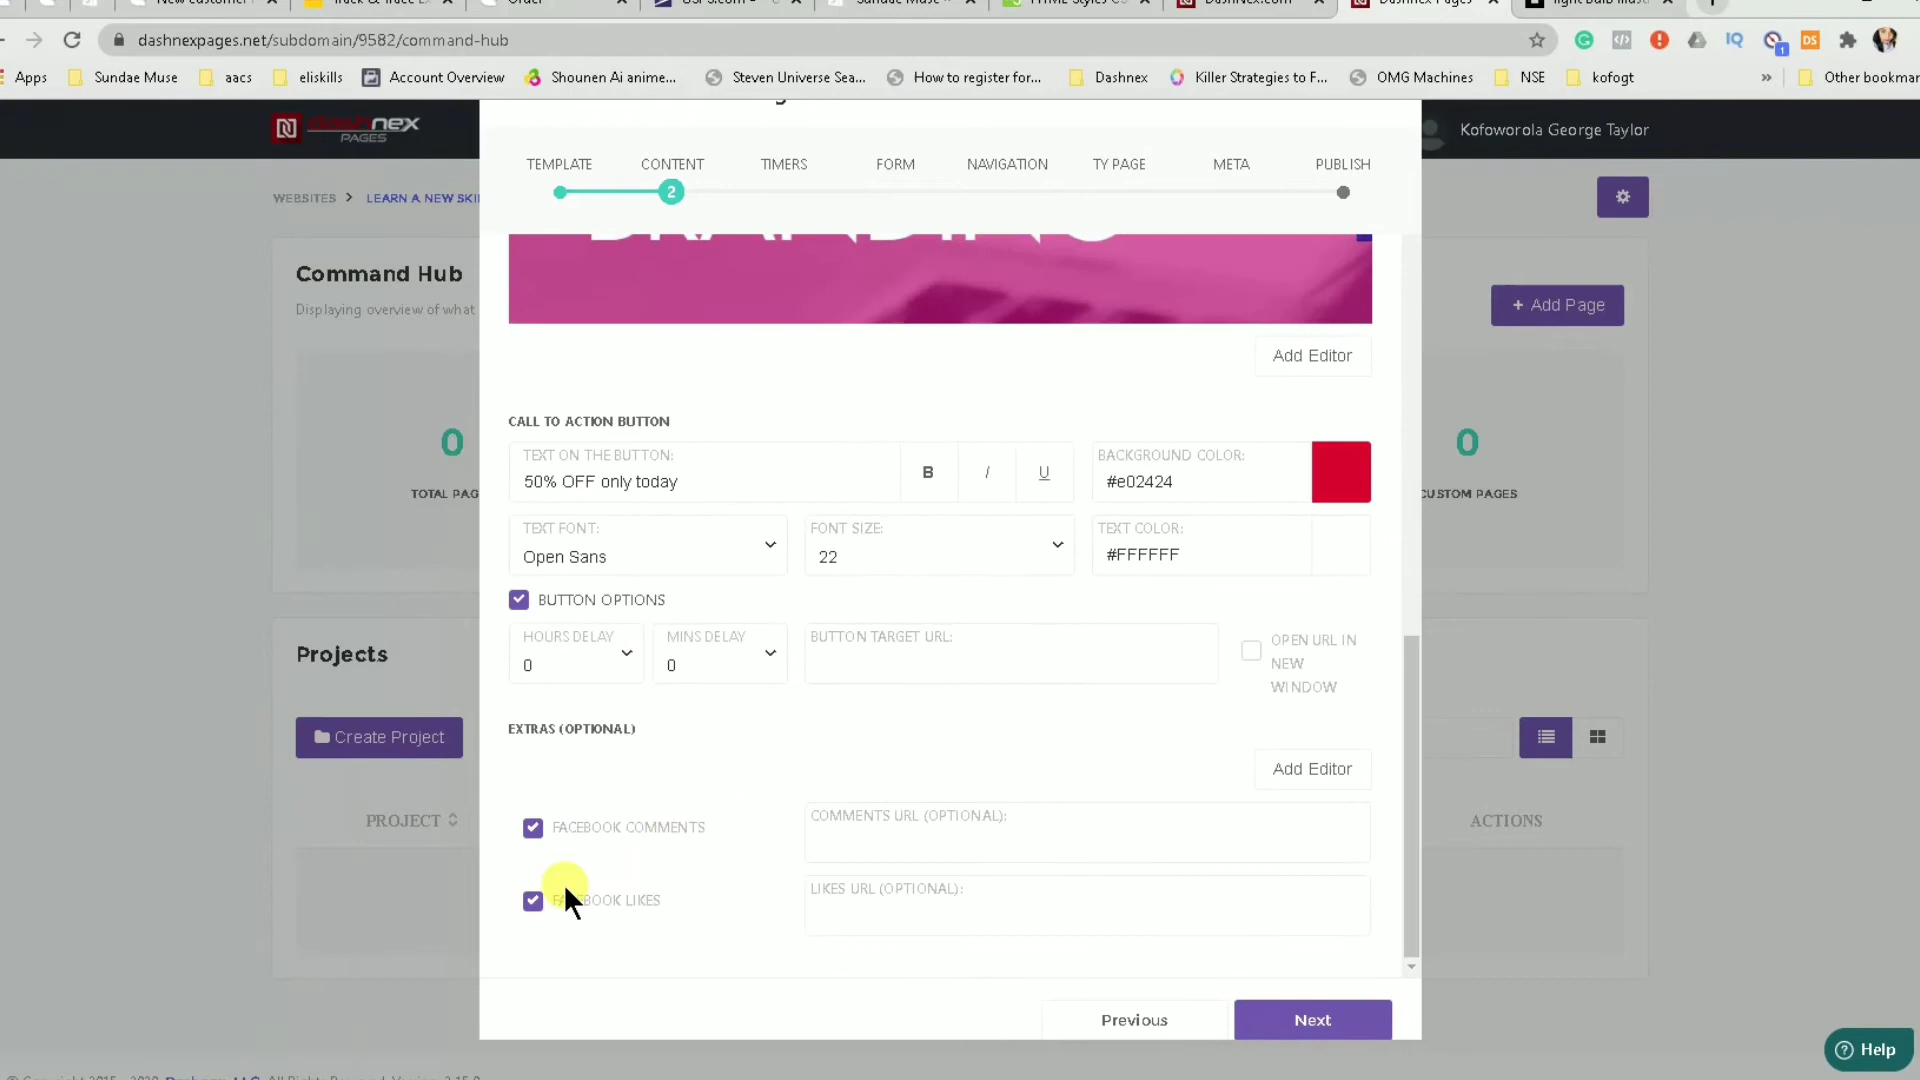 dashnexpages.net/subdomain/9582/command-hub
Apps Sundae Muse aacs eliskills Account Overview Shounen Ai anime... Steven Universe Sea... How to register for... Dashnex Killer Strategies to F... OMG Machines NSE kofogt » Other bookmar
dashnex
PAGES
Kofoworola George Taylor
TEMPLATE CONTENT TIMERS FORM NAVIGATION TY PAGE META PUBLISH
2
WEBSITES > LEARN A NEW SKI
Command Hub
Displaying overview of what
+ Add Page
0
TOTAL PAG
0
CUSTOM PAGES
Add Editor
CALL TO ACTION BUTTON
TEXT ON THE BUTTON:
50% OFF only today
B I U
BACKGROUND COLOR:
#e02424
TEXT FONT:
Open Sans
FONT SIZE:
22
TEXT COLOR:
#FFFFFF
BUTTON OPTIONS
HOURS DELAY
0
MINS DELAY
0
BUTTON TARGET URL:
OPEN URL IN
NEW
WINDOW
Projects
Create Project
EXTRAS (OPTIONAL)
Add Editor
PROJECT
ACTIONS
FACEBOOK COMMENTS
COMMENTS URL (OPTIONAL):
FACEBOOK LIKES
LIKES URL (OPTIONAL):
Previous
Next
Help